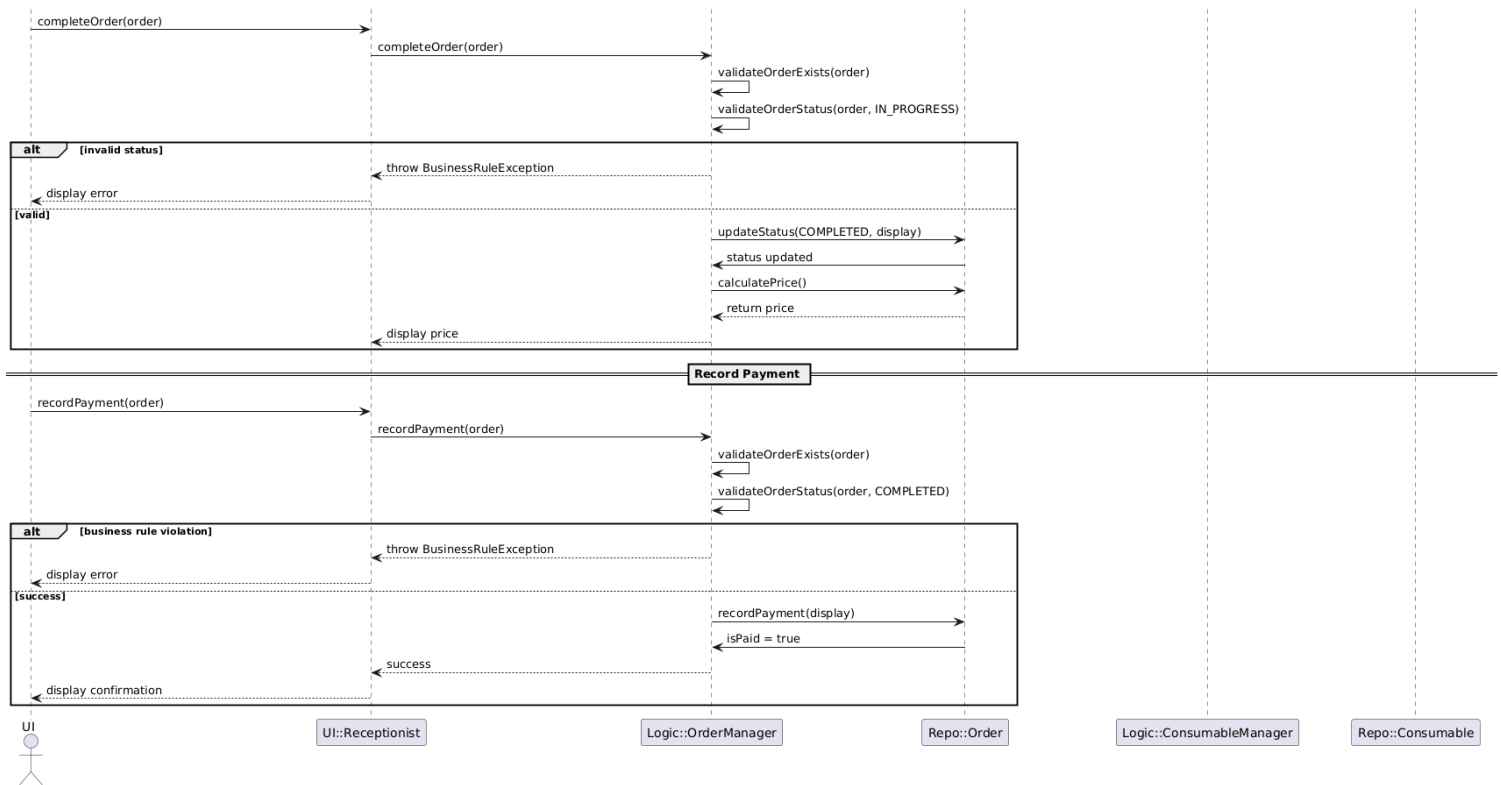 completeOrder(order)
completeOrder(order)
validateOrderExists(order)
validateOrderStatus(order, IN_PROGRESS)
alt [invalid status]
throw BusinessRuleException
display error
[valid]
updateStatus(COMPLETED, display)
status updated
calculatePrice()
return price
display price
Record Payment
recordPayment(order)
recordPayment(order)
validateOrderExists(order)
validateOrderStatus(order, COMPLETED)
alt [business rule violation]
throw BusinessRuleException
display error
[success]
recordPayment(display)
isPaid = true
success
display confirmation
UI UI::Receptionist Logic::OrderManager Repo::Order Logic::ConsumableManager Repo::Consumable